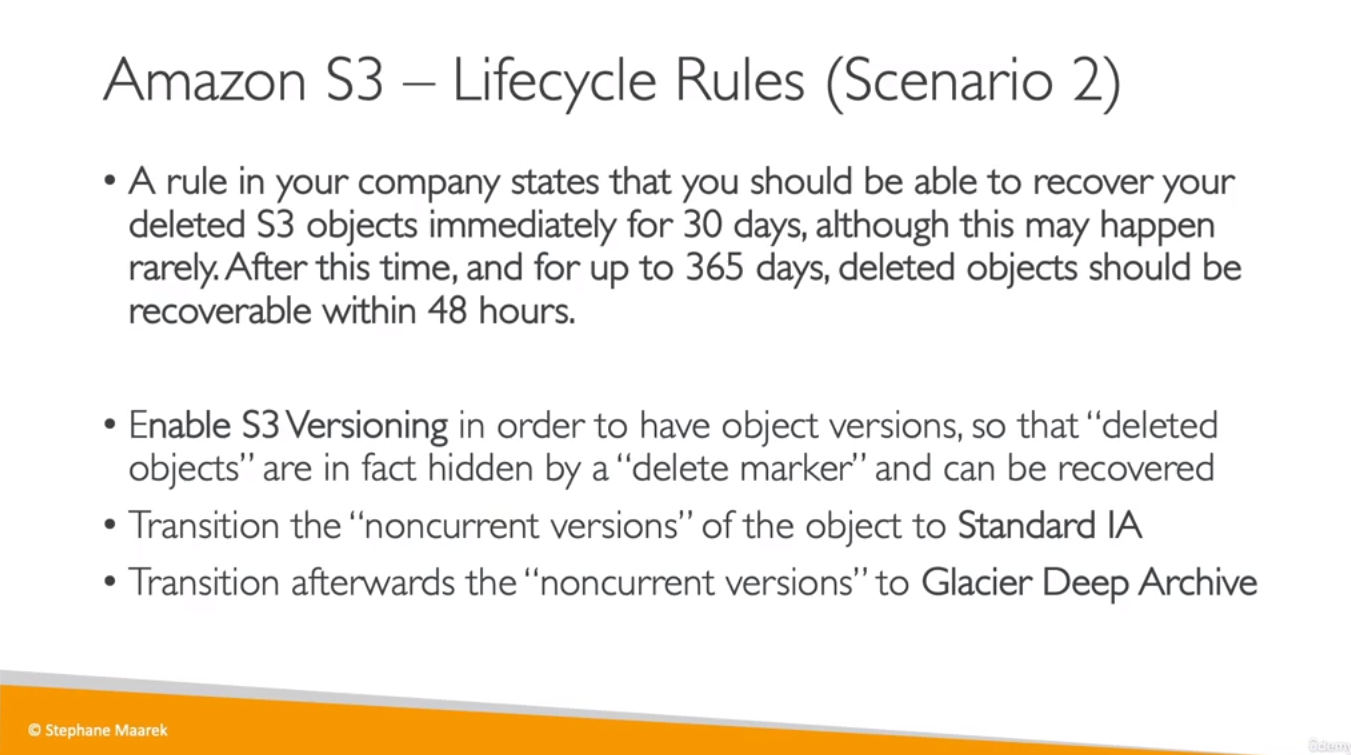 Amazon S3 – Lifecycle Rules (Scenario 2)
• A rule in your company states that you should be able to recover your
deleted S3 objects immediately for 30 days, although this may happen
rarely. After this time, and for up to 365 days, deleted objects should be
recoverable within 48 hours.
• Enable S3 Versioning in order to have object versions, so that “deleted
objects” are in fact hidden by a “delete marker” and can be recovered
• Transition the “noncurrent versions” of the object to Standard IA
• Transition afterwards the “noncurrent versions” to Glacier Deep Archive
© Stephane Maarek
ûdemy